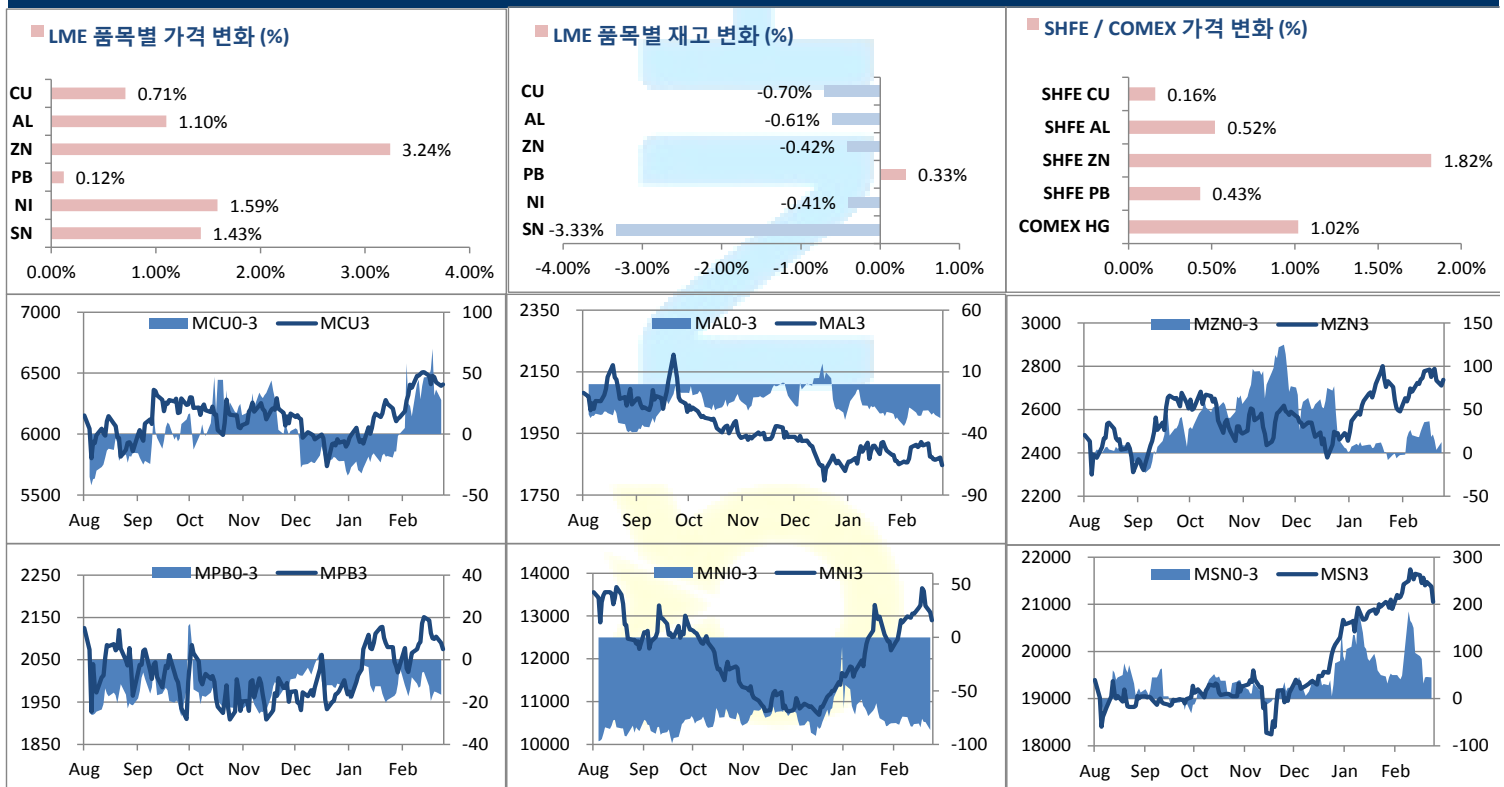 LME 품목별 가격 변화 (%)
CU 0.71%
AL 1.10%
ZN 3.24%
PB 0.12%
NI 1.59%
SN 1.43%
0.00% 1.00% 2.00% 3.00% 4.00%
LME 품목별 재고 변화 (%)
CU -0.70%
AL -0.61%
ZN -0.42%
PB 0.33%
NI -0.41%
SN -3.33%
-4.00% -3.00% -2.00% -1.00% 0.00% 1.00%
SHFE / COMEX 가격 변화 (%)
SHFE CU 0.16%
SHFE AL 0.52%
SHFE ZN 1.82%
SHFE PB 0.43%
COMEX HG 1.02%
0.00% 0.50% 1.00% 1.50% 2.00%
MCU0-3 MCU3
7000 100
6500 50
6000 0
5500 -50
Aug Sep Oct Nov Dec Jan Feb
MAL0-3 MAL3
2350 60
2150 10
1950 -40
1750 -90
Aug Sep Oct Nov Dec Jan Feb
MZN0-3 MZN3
3000 150
2800 100
2600 50
2400 0
2200 -50
Aug Sep Oct Nov Dec Jan Feb
MPB0-3 MPB3
2250 40
2150 20
2050 0
1950 -20
1850 -40
Aug Sep Oct Nov Dec Jan Feb
MNI0-3 MNI3
14000 50
13000 0
12000
11000 -50
10000 -100
Aug Sep Oct Nov Dec Jan Feb
MSN0-3 MSN3
22000 300
21000 200
20000 100
19000 0
18000 -100
Aug Sep Oct Nov Dec Jan Feb